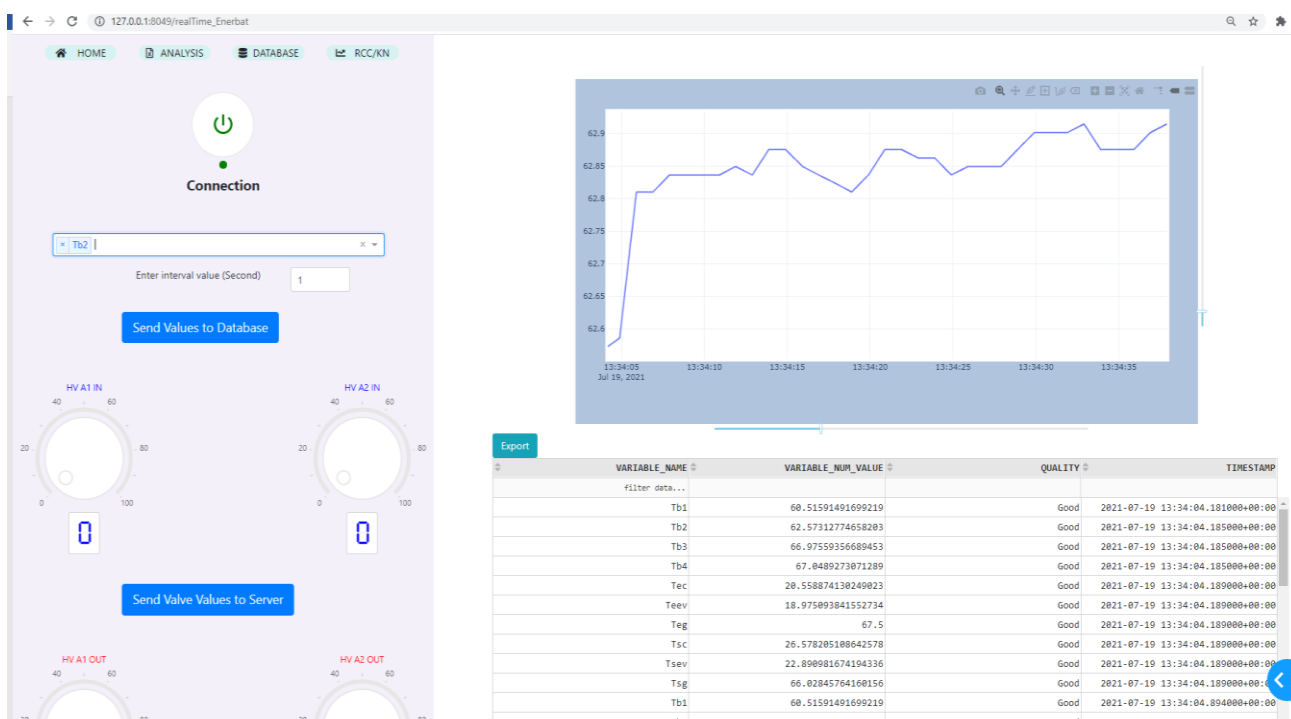 127.0.0.1:8049/realTime_Enerbat
HOME ANALYSIS DATABASE RCC/KN
Connection
× Tb2 ×
Enter interval value (Second) 1
Send Values to Database
HV A1 IN HV A2 IN
40 60 40 60
20 80 20 80
0 100 0 100
0 0
Send Valve Values to Server
HV A1 OUT HV A2 OUT
40 60 40 60
20 80 20 80
62.9
62.85
62.8
62.75
62.7
62.65
62.6
13:34:05 13:34:10 13:34:15 13:34:20 13:34:25 13:34:30 13:34:35
Jul 19, 2021
Export
VARIABLE_NAME VARIABLE_NUM_VALUE QUALITY TIMESTAMP
filter data...
Tb1 60.51591491699219 Good 2021-07-19 13:34:04.181000+00:00
Tb2 62.57312774658203 Good 2021-07-19 13:34:04.185000+00:00
Tb3 66.97559356689453 Good 2021-07-19 13:34:04.185000+00:00
Tb4 67.0489273071289 Good 2021-07-19 13:34:04.185000+00:00
Tec 20.558874130249023 Good 2021-07-19 13:34:04.189000+00:00
Teev 18.975093841552734 Good 2021-07-19 13:34:04.189000+00:00
Teg 67.5 Good 2021-07-19 13:34:04.189000+00:00
Tsc 26.578205108642578 Good 2021-07-19 13:34:04.189000+00:00
Tsev 22.890981674194336 Good 2021-07-19 13:34:04.189000+00:00
Tsg 66.02845764160156 Good 2021-07-19 13:34:04.189000+00:
Tb1 60.51591491699219 Good 2021-07-19 13:34:04.894000+00:00